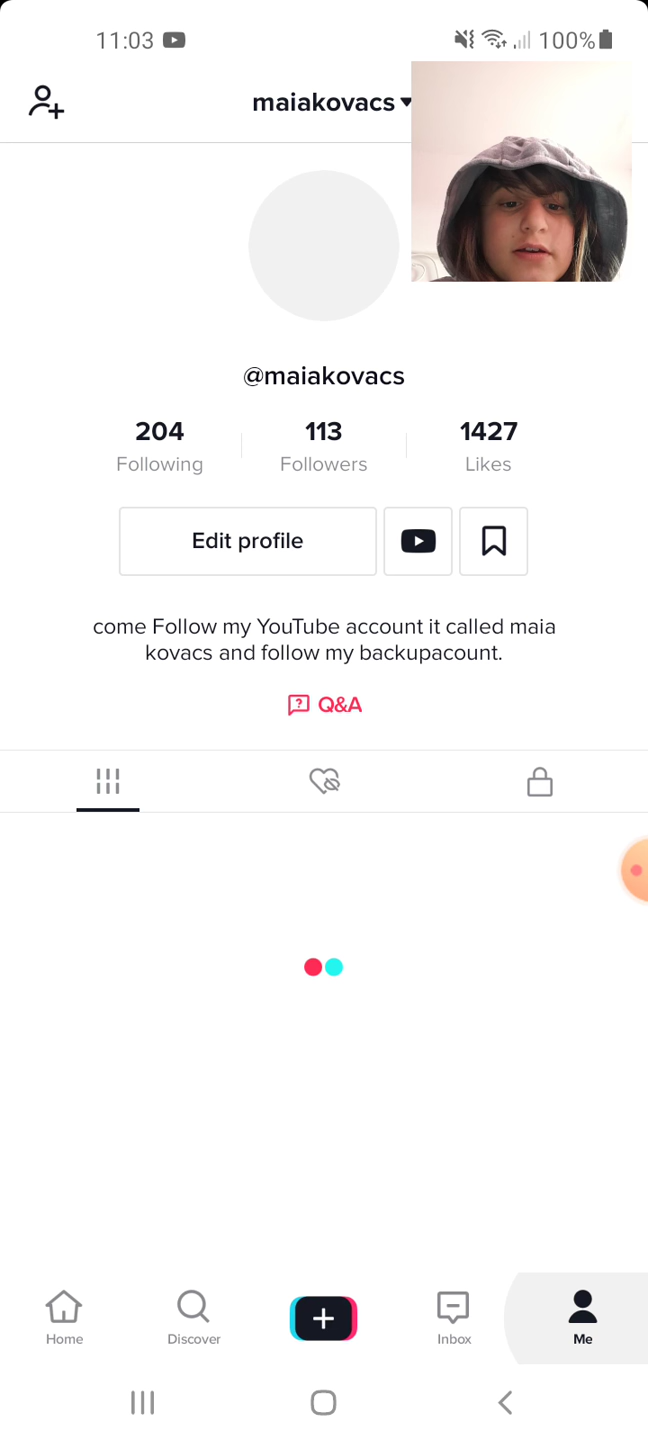 11:03
100%
maiakovacs
@maiakovacs
204 113 1427
Following Followers Likes
Edit profile
come Follow my YouTube account it called maia
kovacs and follow my backupacount.
Q&A
Home Discover Inbox Me